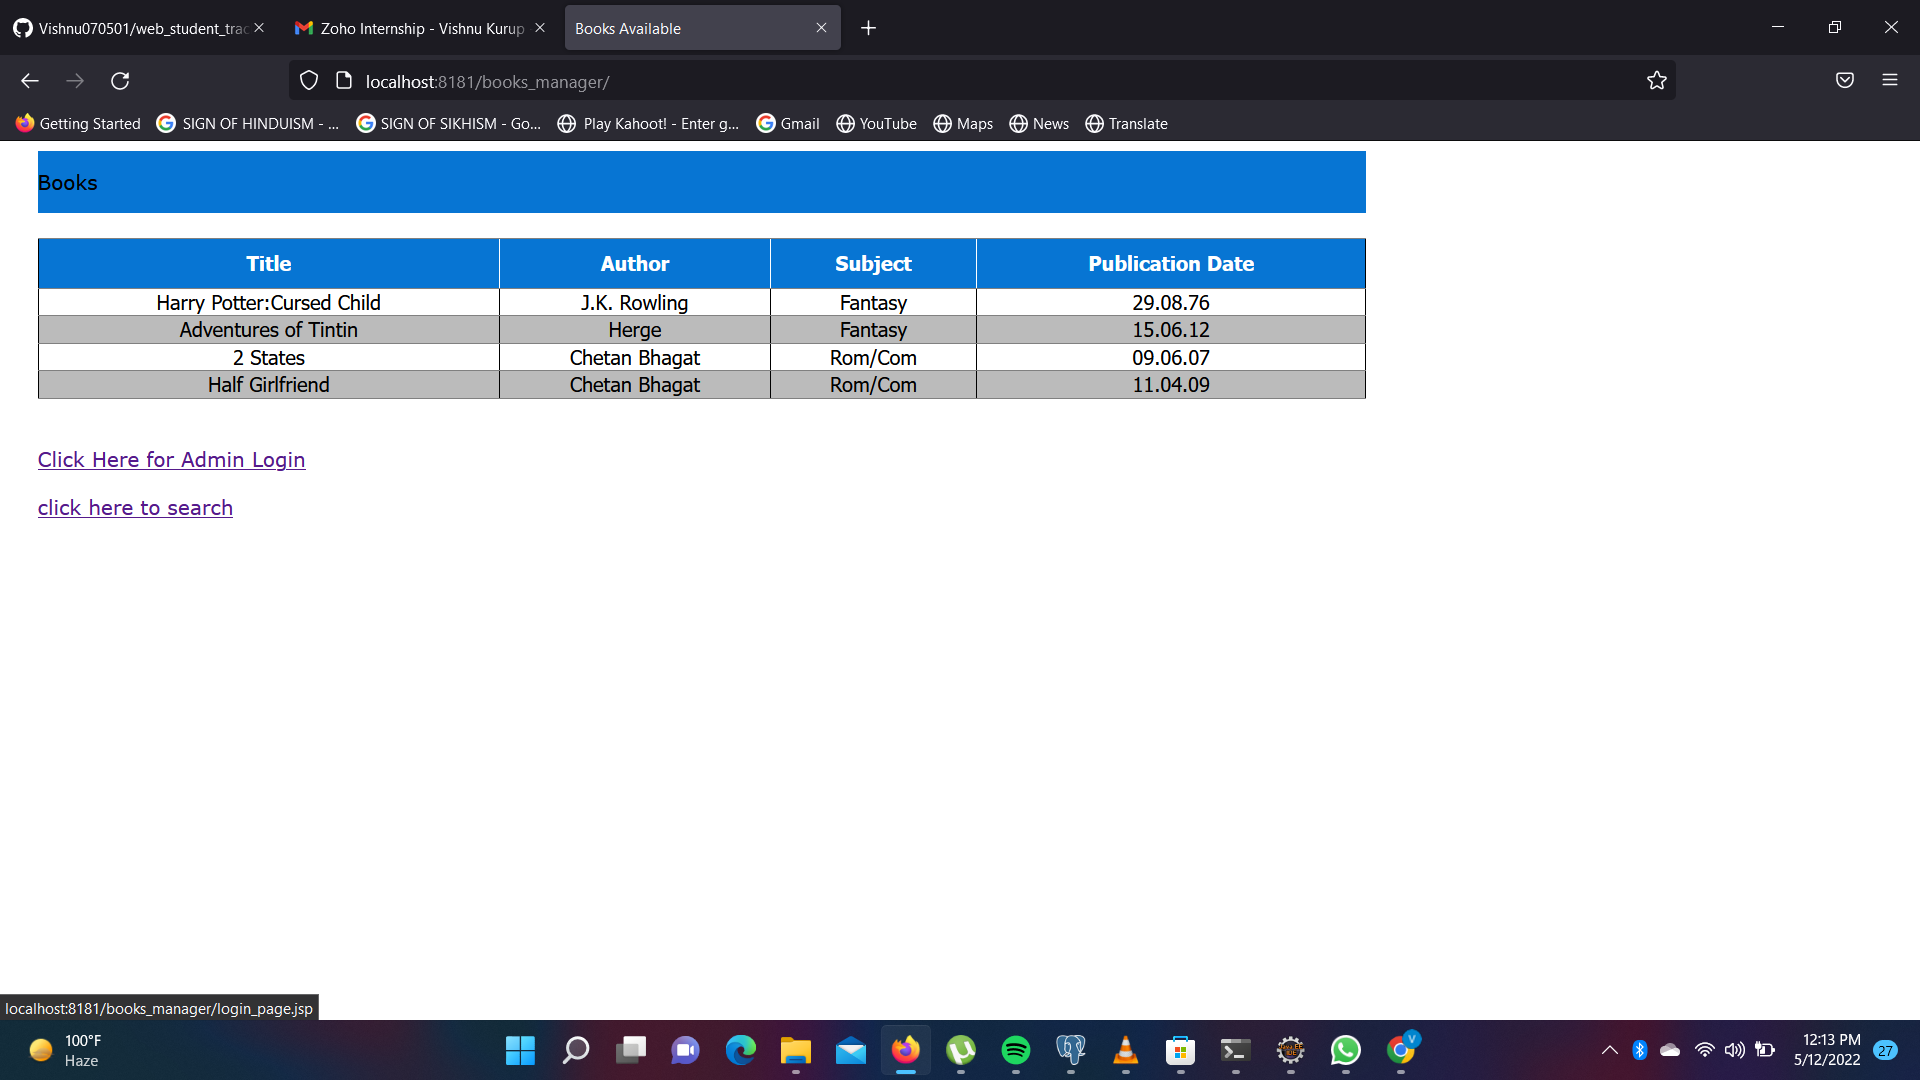 Vishnu070501/web_student_trac
Zoho Internship - Vishnu Kurup
Books Available
localhost:8181/books_manager/
Getting Started
SIGN OF HINDUISM - ...
SIGN OF SIKHISM - Go...
Play Kahoot! - Enter g...
Gmail
YouTube
Maps
News
Translate
Books
Title Author Subject Publication Date
Harry Potter:Cursed Child J.K. Rowling Fantasy 29.08.76
Adventures of Tintin Herge Fantasy 15.06.12
2 States Chetan Bhagat Rom/Com 09.06.07
Half Girlfriend Chetan Bhagat Rom/Com 11.04.09
Click Here for Admin Login
click here to search
localhost:8181/books_manager/login_page.jsp
100°F
Haze
V
12:13 PM
5/12/2022
27